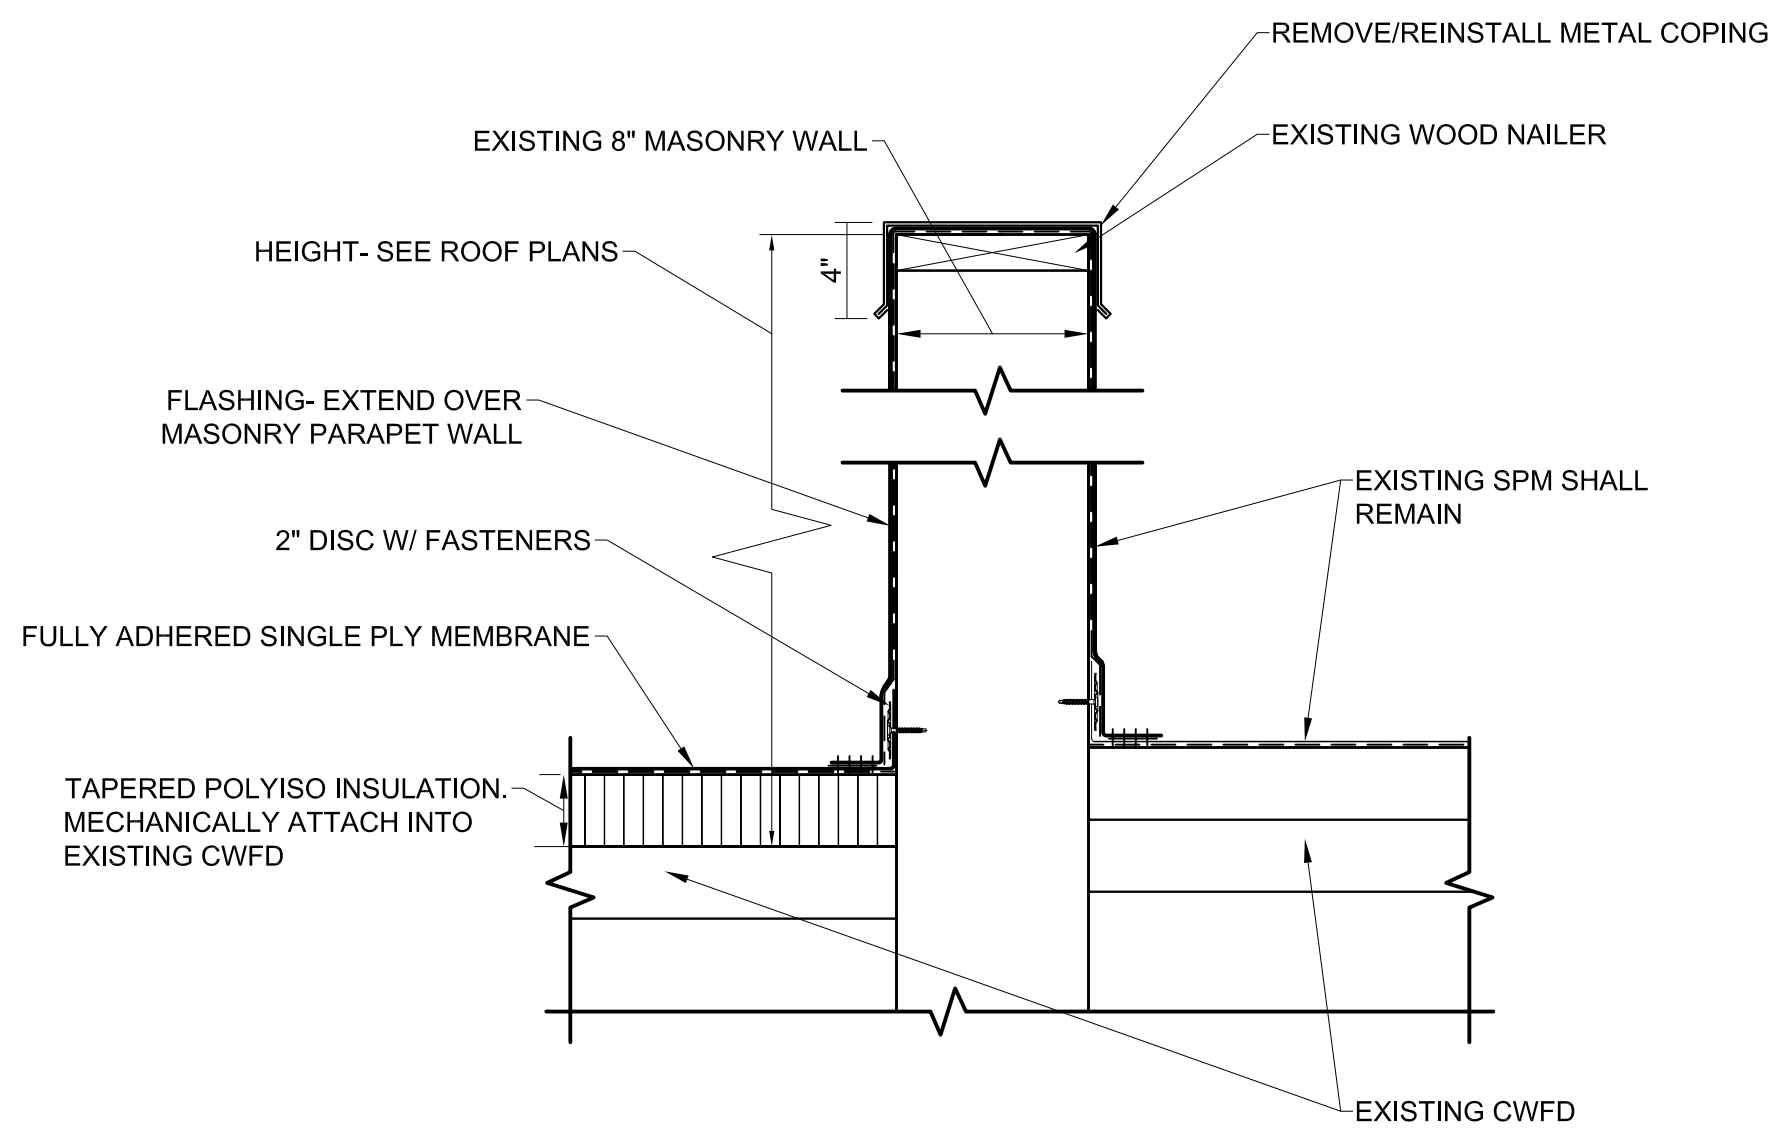 REMOVE/REINSTALL METAL COPING
EXISTING 8" MASONRY WALL
EXISTING WOOD NAILER
HEIGHT- SEE ROOF PLANS
4"
FLASHING- EXTEND OVER
MASONRY PARAPET WALL
EXISTING SPM SHALL
REMAIN
2" DISC W/ FASTENERS
FULLY ADHERED SINGLE PLY MEMBRANE
TAPERED POLYISO INSULATION.
MECHANICALLY ATTACH INTO
EXISTING CWFD
EXISTING CWFD